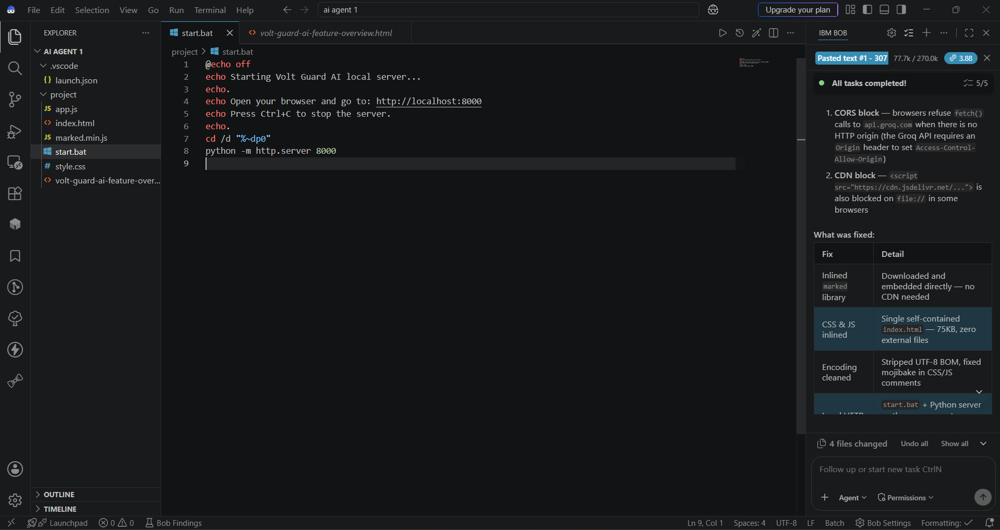 File Edit Selection View Go Run Terminal Help
ai agent 1
Upgrade your plan
EXPLORER
AI AGENT 1
.vscode
{} launch.json
project
JS app.js
<> index.html
JS marked.min.js
start.bat
# style.css
<> volt-guard-ai-feature-over...
OUTLINE
TIMELINE
start.bat
<> volt-guard-ai-feature-overview.html
project > start.bat
1 @echo off
2 echo Starting Volt Guard AI local server...
3 echo.
4 echo Open your browser and go to: http://localhost:8000
5 echo Press Ctrl+C to stop the server.
6 echo.
7 cd /d "%~dp0"
8 python -m http.server 8000
9
IBM BOB
Pasted text #1 - 307 77.7k / 270.0k 3.88
All tasks completed! 5/5
1. CORS block — browsers refuse fetch()
calls to api.groq.com when there is no
HTTP origin (the Groq API requires an
Origin header to set Access-Control-
Allow-Origin)
2. CDN block — <script
src="https://cdn.jsdelivr.net/..."> is
also blocked on file:// in some
browsers
What was fixed:
Fix Detail
Inlined
marked
library
Downloaded and
embedded directly — no
CDN needed
CSS & JS
inlined
Single self-contained
index.html — 75KB, zero
external files
Encoding
cleaned
Stripped UTF-8 BOM, fixed
mojibake in CSS/JS
comments
start.bat + Python server
4 files changed Undo all Show all
Follow up or start new task CtrlN
Agent Permissions
Launchpad 0 0 Bob Findings
Ln 9, Col 1 Spaces: 4 UTF-8 LF Batch Bob Settings Formatting: